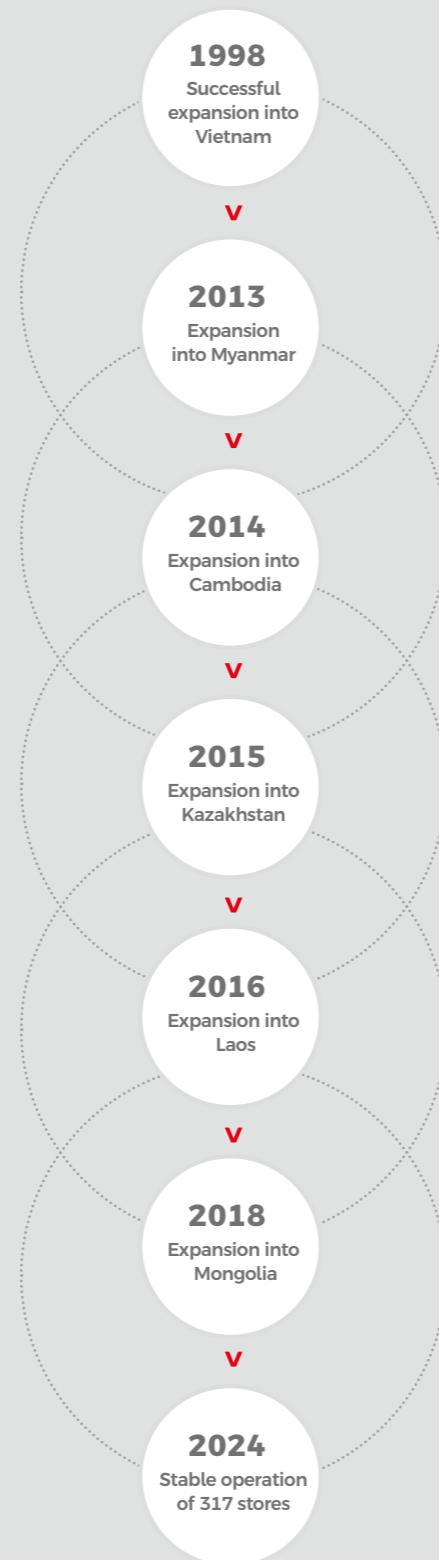 1998
Successful
expansion into
Vietnam
V
2013
Expansion
into Myanmar
V
2014
Expansion into
Cambodia
V
2015
Expansion into
Kazakhstan
V
2016
Expansion into
Laos
V
2018
Expansion into
Mongolia
V
2024
Stable operation
of 317 stores